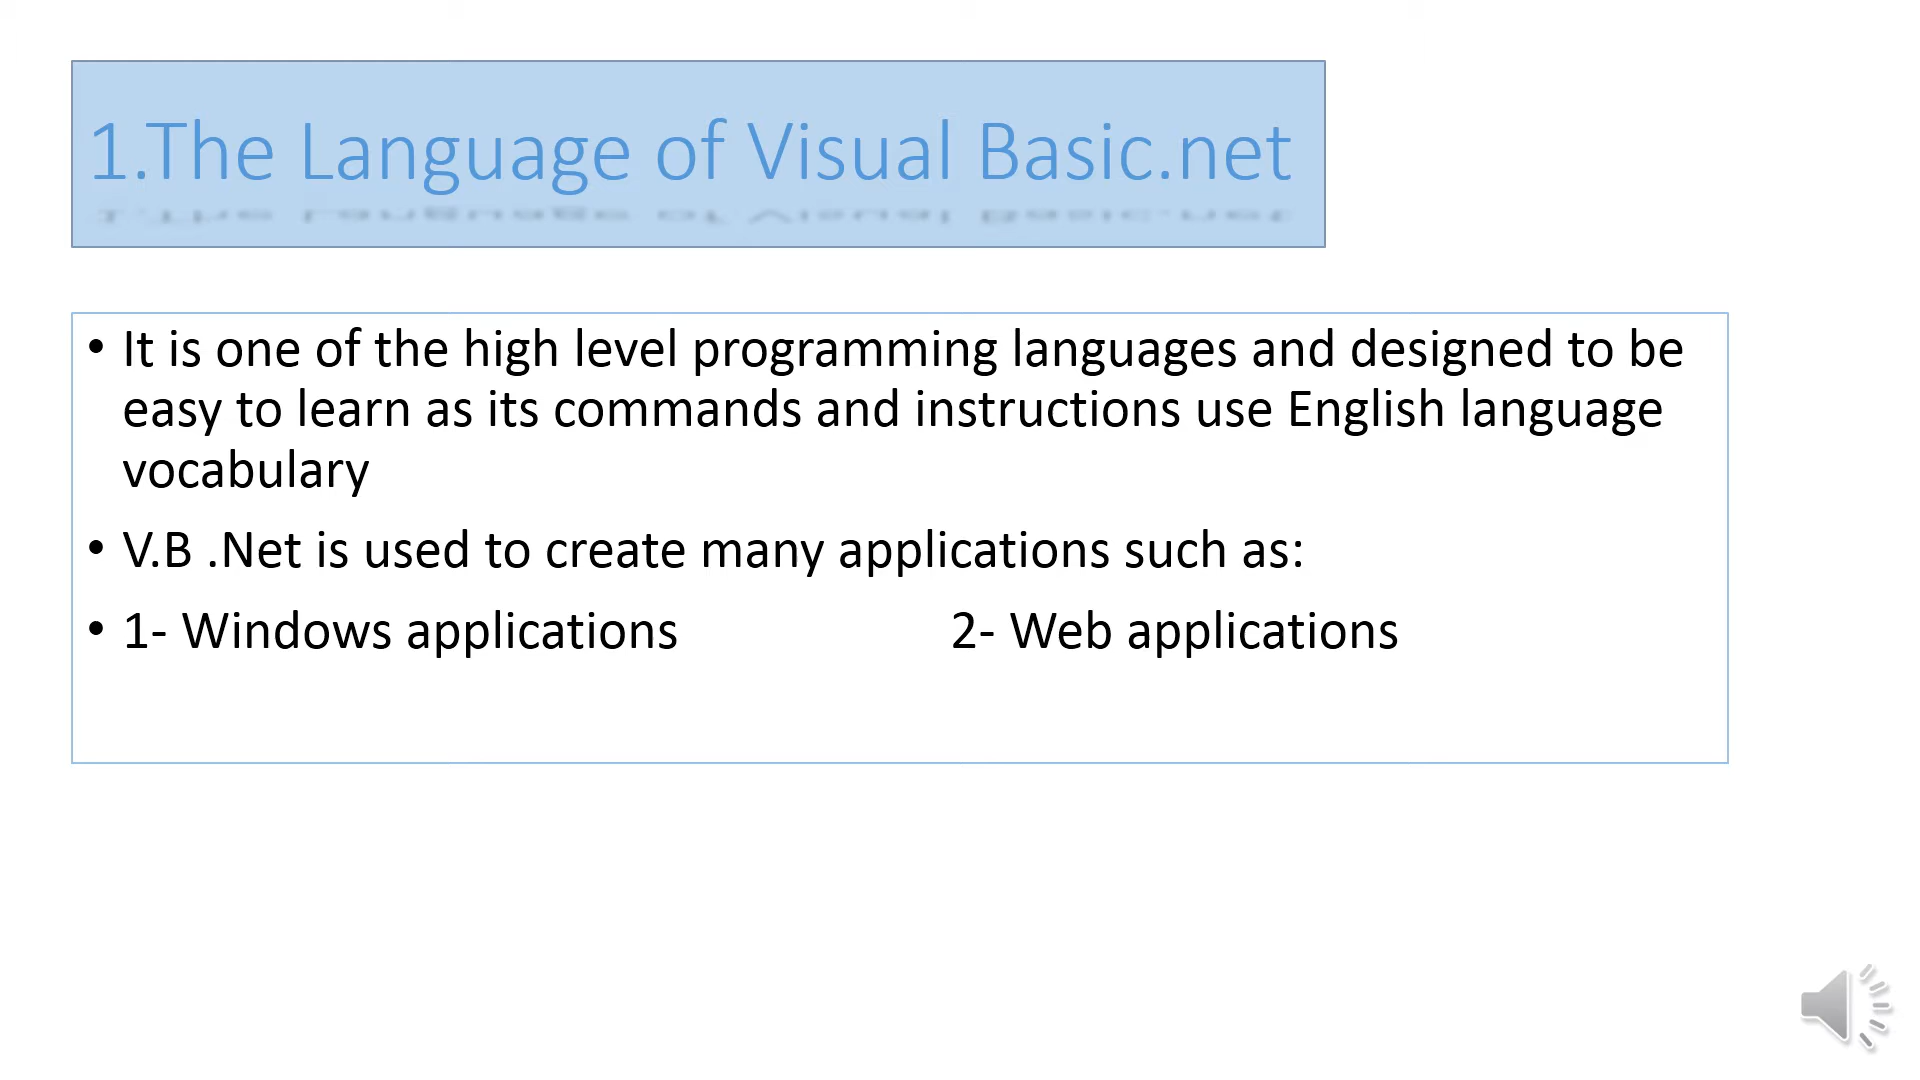 1.The Language of Visual Basic.net
• It is one of the high level programming languages and designed to be
easy to learn as its commands and instructions use English language
vocabulary
• V.B .Net is used to create many applications such as:
• 1- Windows applications 2- Web applications